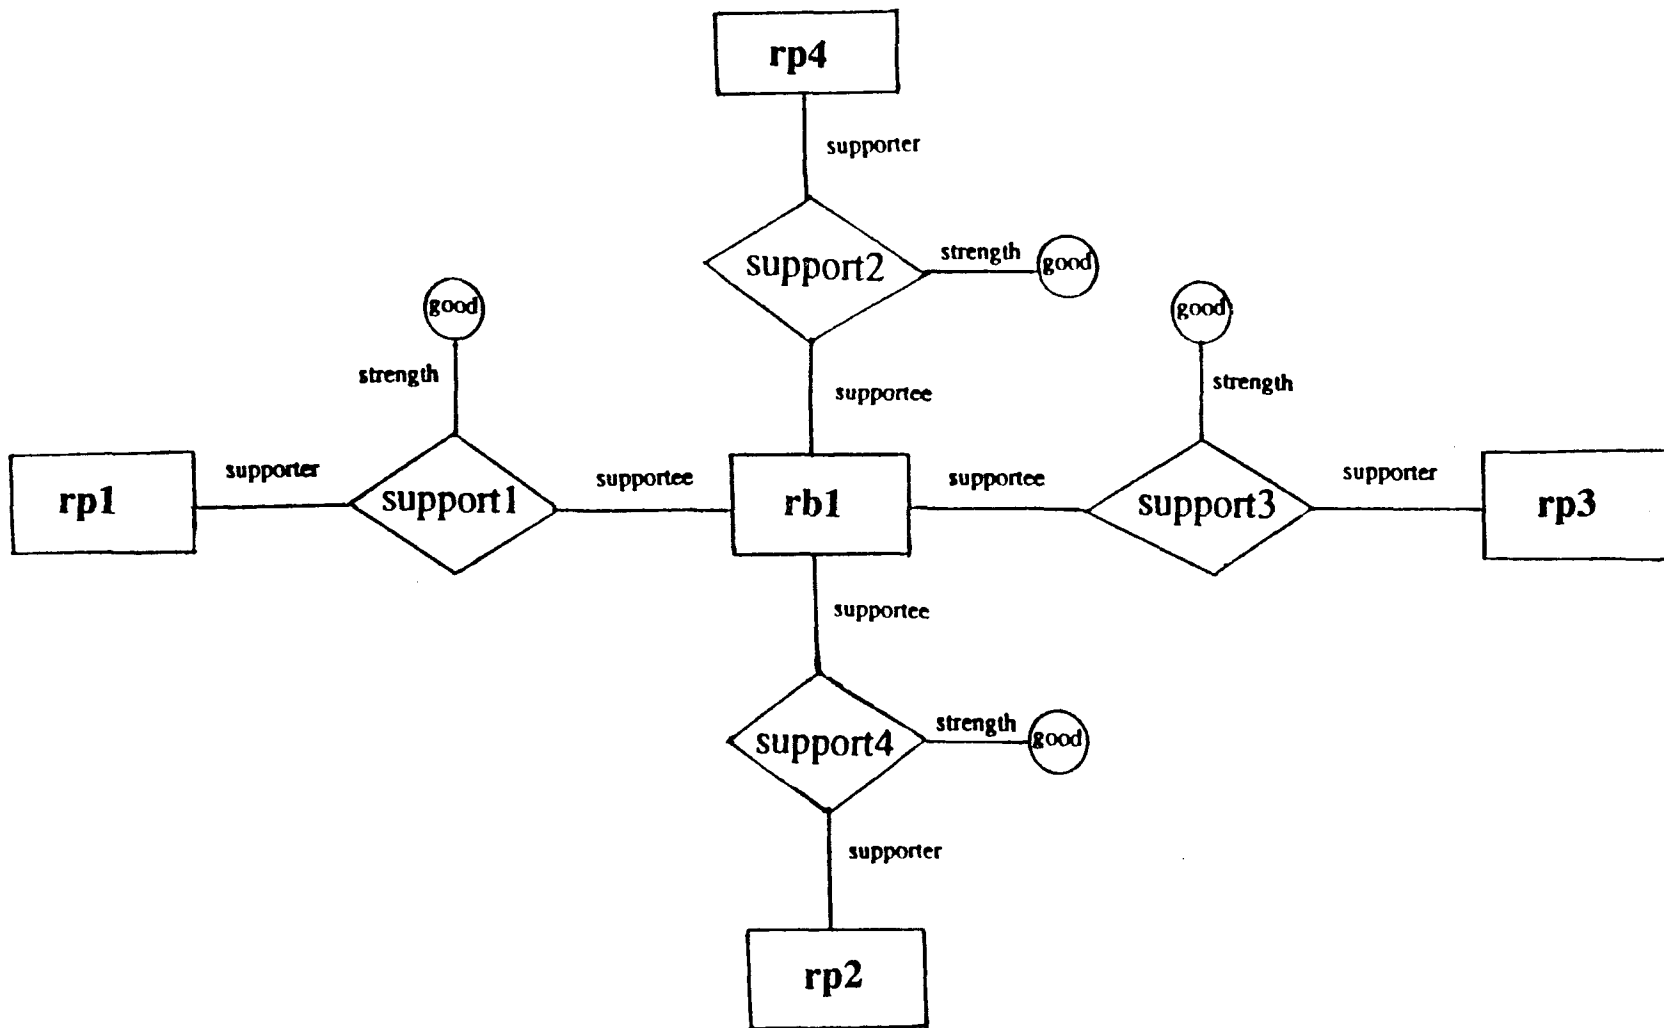 rp4
supporter
support2
strength
good
supportee
good
strength
good
strength
rp1
supporter
support1
supportee
rb1
supportee
support3
supporter
rp3
supportee
support4
strength
good
supporter
rp2